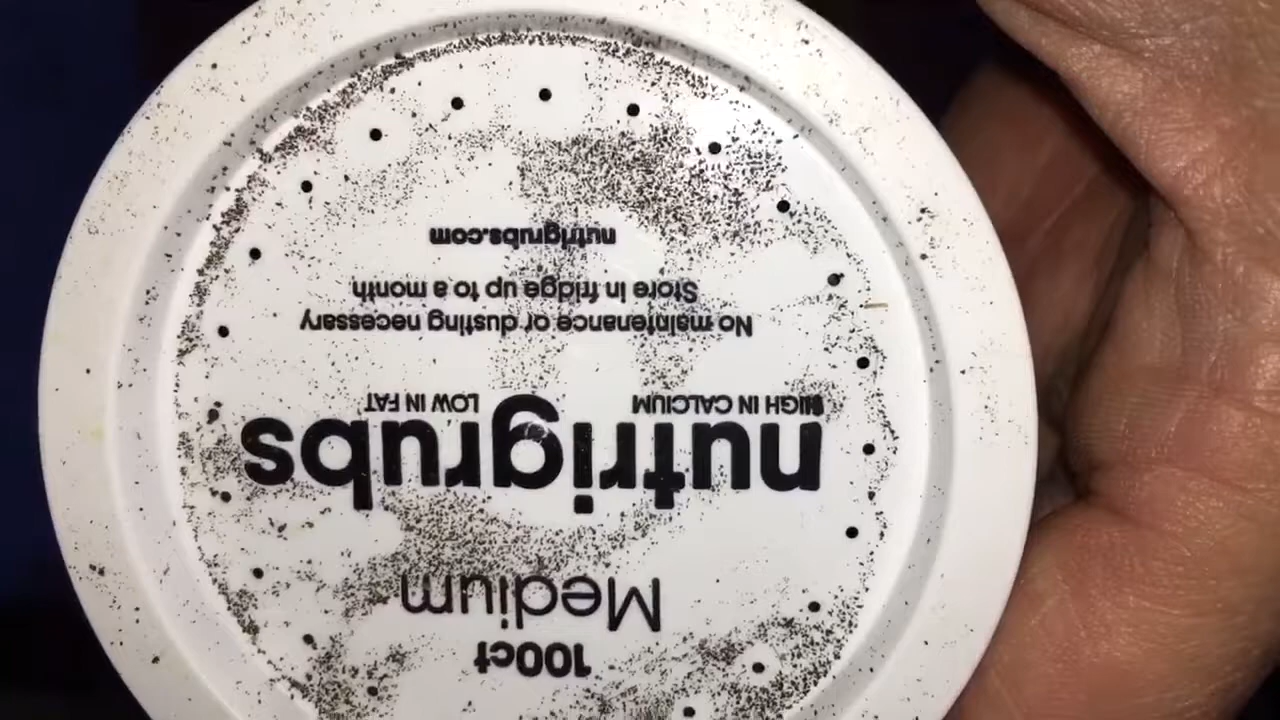 100ct
Medium
nutrigrubs
HIGH IN CALCIUM LOW IN FAT
No maintenance or dusting necessary
Store in fridge up to a month
nutrigrubs.com